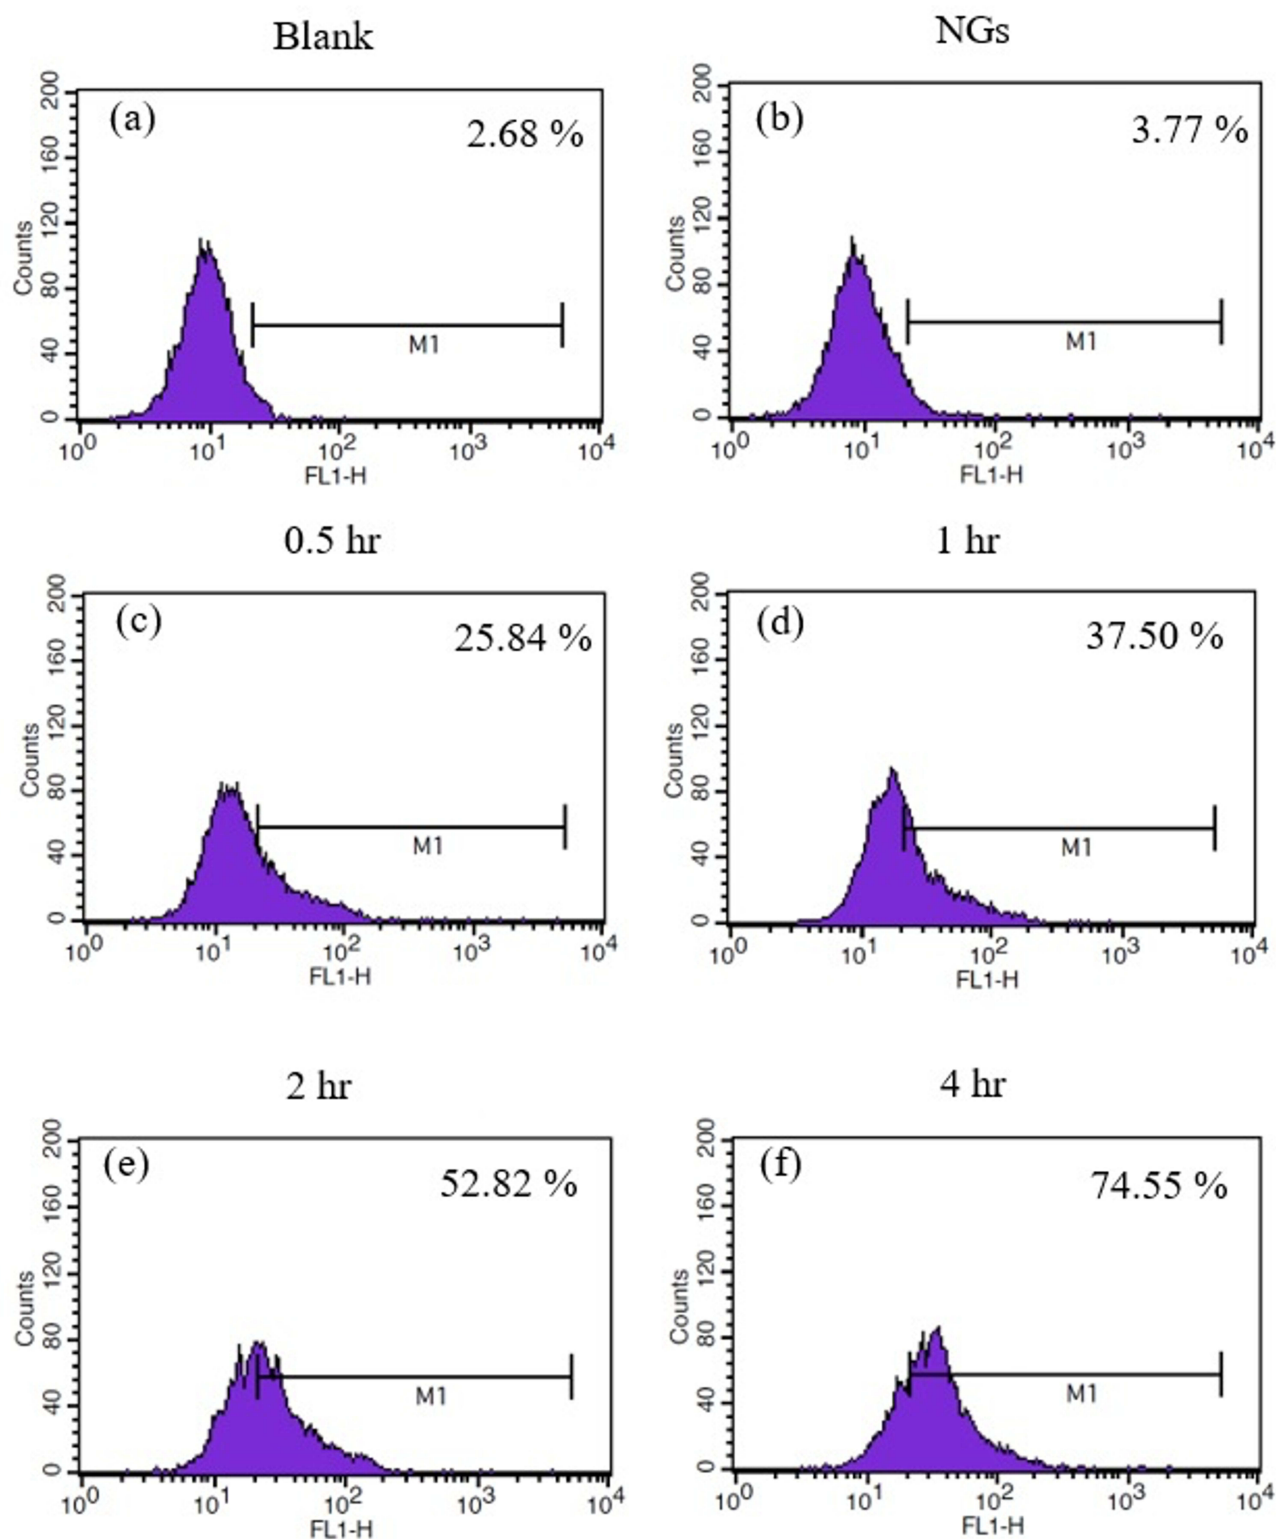 Blank
(a)
2.68 %
Counts
200
160
120
80
40
0
M1
10^0 10^1 10^2 10^3 10^4
FL1-H
NGs
(b)
3.77 %
Counts
200
160
120
80
40
0
M1
10^0 10^1 10^2 10^3 10^4
FL1-H
0.5 hr
(c)
25.84 %
Counts
200
160
120
80
40
0
M1
10^0 10^1 10^2 10^3 10^4
FL1-H
1 hr
(d)
37.50 %
Counts
200
160
120
80
40
0
M1
10^0 10^1 10^2 10^3 10^4
FL1-H
2 hr
(e)
52.82 %
Counts
200
160
120
80
40
0
M1
10^0 10^1 10^2 10^3 10^4
FL1-H
4 hr
(f)
74.55 %
Counts
200
160
120
80
40
0
M1
10^0 10^1 10^2 10^3 10^4
FL1-H